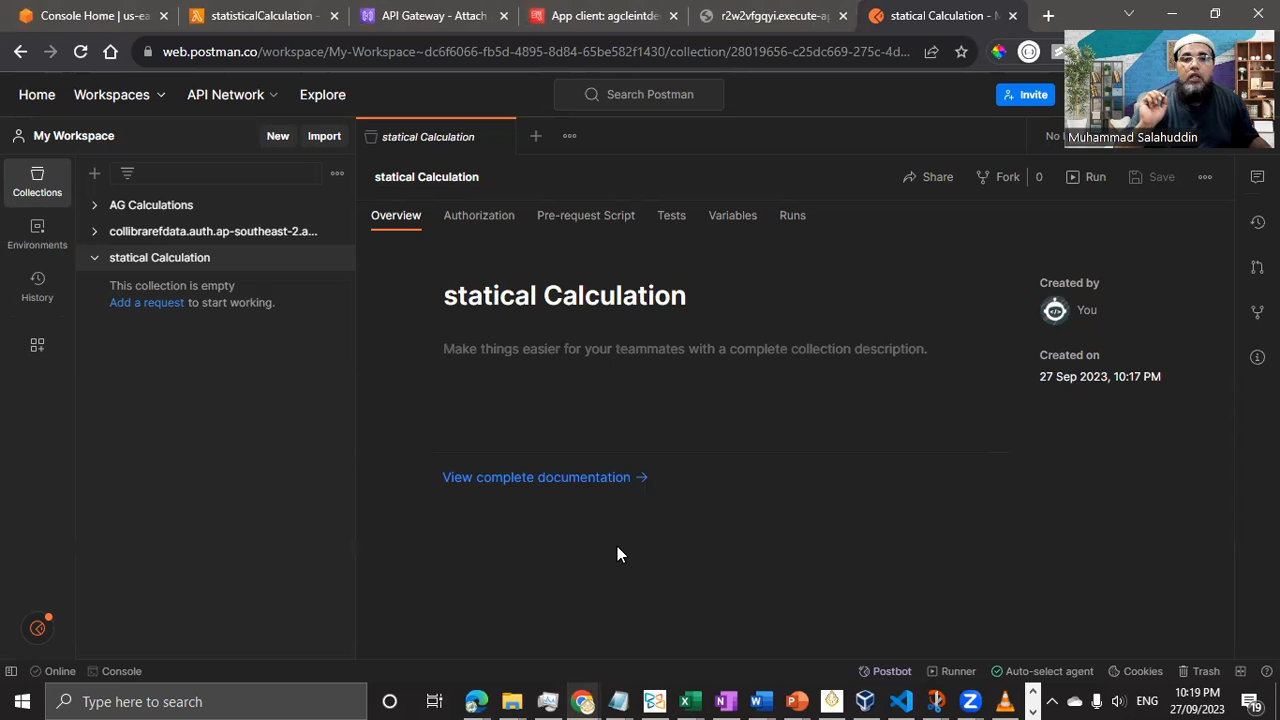 Console Home | us-ea
statisticalCalculation -
API Gateway - Attach
App client: agcleintdev
r2w2vfgqyi.execute-ap
statical Calculation - M
web.postman.co/workspace/My-Workspace~dc6f6066-fb5d-4895-8d84-65be582f1430/collection/28019656-c25dc669-275c-4d...
Home
Workspaces
API Network
Explore
Search Postman
Invite
Muhammad Salahuddin
My Workspace
New
Import
statical Calculation
Collections
Environments
History
AG Calculations
collibrarefdata.auth.ap-southeast-2.a...
statical Calculation
This collection is empty
Add a request to start working.
statical Calculation
Share
Fork
0
Run
Save
Overview
Authorization
Pre-request Script
Tests
Variables
Runs
statical Calculation
Make things easier for your teammates with a complete collection description.
View complete documentation →
Created by
You
Created on
27 Sep 2023, 10:17 PM
Online
Console
Postbot
Runner
Auto-select agent
Cookies
Trash
Type here to search
ENG
10:19 PM
27/09/2023
19